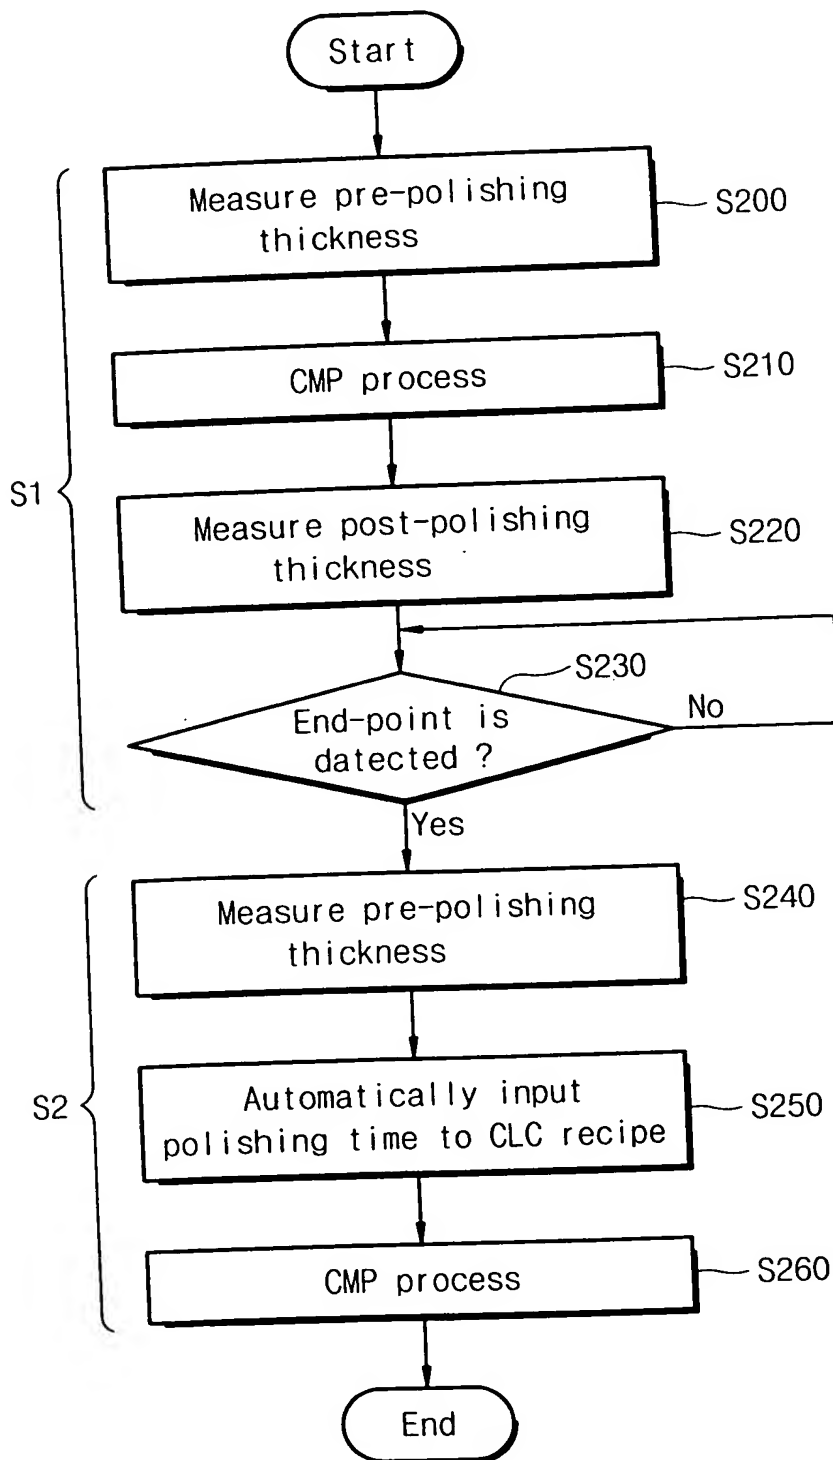 Start
Measure pre-polishing
thickness
S200
CMP process
S210
S1
Measure post-polishing
thickness
S220
S230
End-point is
datected ?
No
Yes
Measure pre-polishing
thickness
S240
S2
Automatically input
polishing time to CLC recipe
S250
CMP process
S260
End